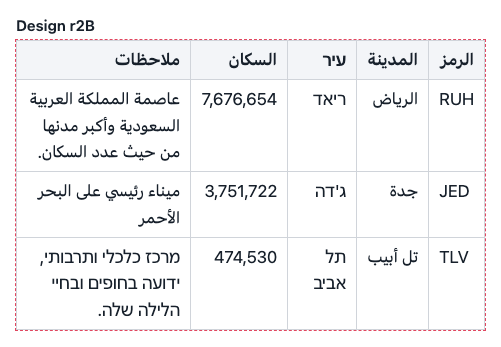 Design r2B
الرمز المدينة עיר السكان ملاحظات
RUH الرياض ריאד 7,676,654 عاصمة المملكة العربية
السعودية وأكبر مدنها
من حيث عدد السكان.
JED جدة ג'דה 3,751,722 ميناء رئيسي على البحر
الأحمر
TLV تل أبيب תל 474,530 מרכז כלכלי ותרבותי,
אביב ידועה בחופים ובחיי
הלילה שלה.